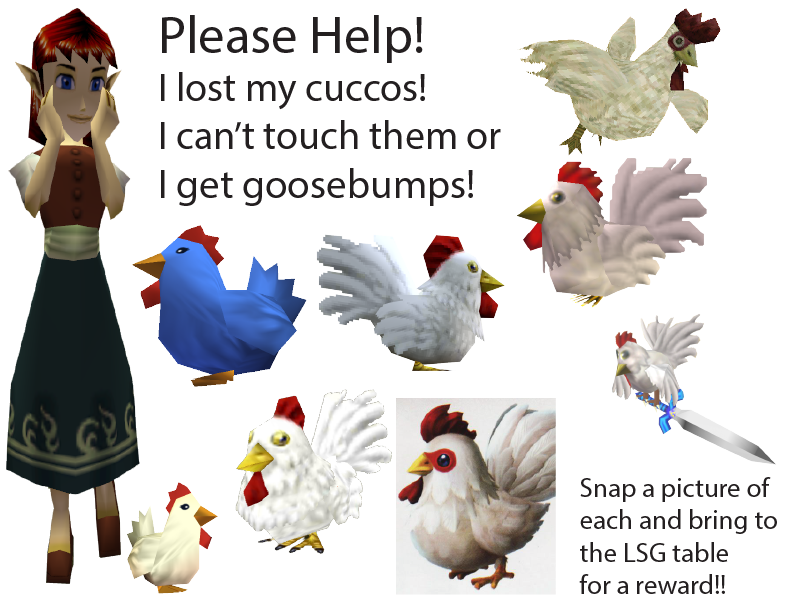 Please Help!
I lost my cuccos!
I can't touch them or
I get goosebumps!
Snap a picture of
each and bring to
the LSG table
for a reward!!